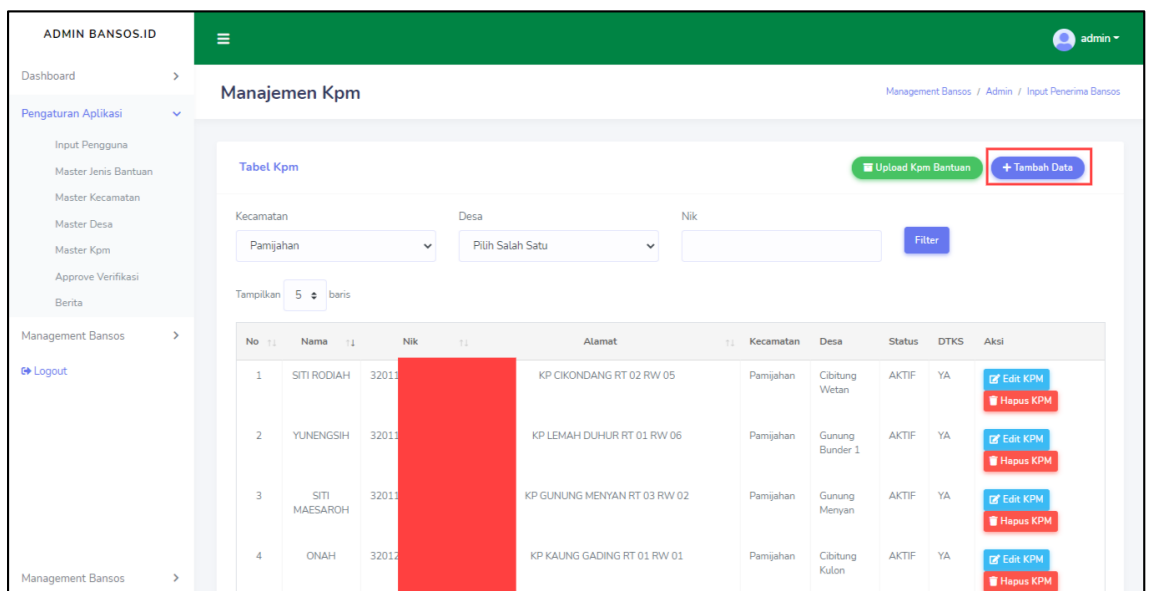 ADMIN BANSOS.ID
admin
Dashboard
Pengaturan Aplikasi
Input Pengguna
Master Jenis Bantuan
Master Kecamatan
Master Desa
Master Kpm
Approve Verifikasi
Berita
Management Bansos
Logout
Management Bansos
Manajemen Kpm
Management Bansos / Admin / Input Penerima Bansos
Tabel Kpm
Upload Kpm Bantuan
+ Tambah Data
Kecamatan Desa Nik
Pamijahan Pilih Salah Satu Filter
Tampilkan 5 baris
No Nama Nik Alamat Kecamatan Desa Status DTKS Aksi
1 SITI RODIAH 32011 KP CIKONDANG RT 02 RW 05 Pamijahan Cibitung AKTIF YA Edit KPM
Wetan Hapus KPM
2 YUNENGSIH 32011 KP LEMAH DUHUR RT 01 RW 06 Pamijahan Gunung AKTIF YA Edit KPM
Bunder 1 Hapus KPM
3 SITI 32011 KP GUNUNG MENYAN RT 03 RW 02 Pamijahan Gunung AKTIF YA Edit KPM
MAESAROH Menyan Hapus KPM
4 ONAH 32012 KP KAUNG GADING RT 01 RW 01 Pamijahan Cibitung AKTIF YA Edit KPM
Kulon Hapus KPM